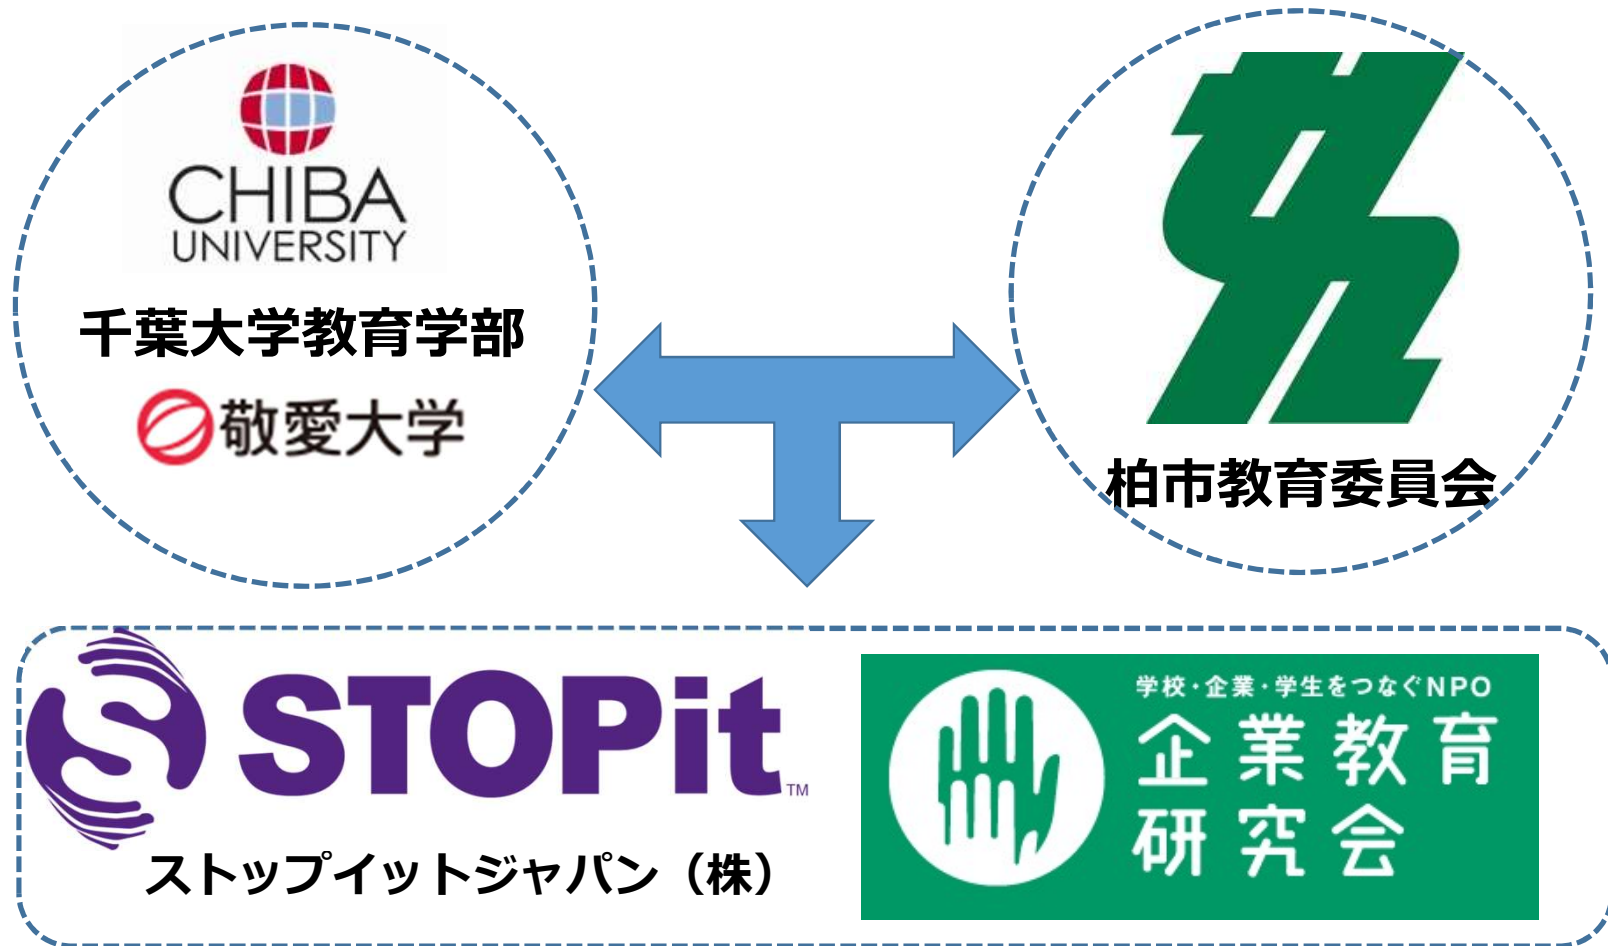 CHIBA
UNIVERSITY
千葉大学教育学部
敬愛大学
柏市教育委員会
STOPit™
ストップイットジャパン（株）
学校・企業・学生をつなぐNPO
企業教育
研究会